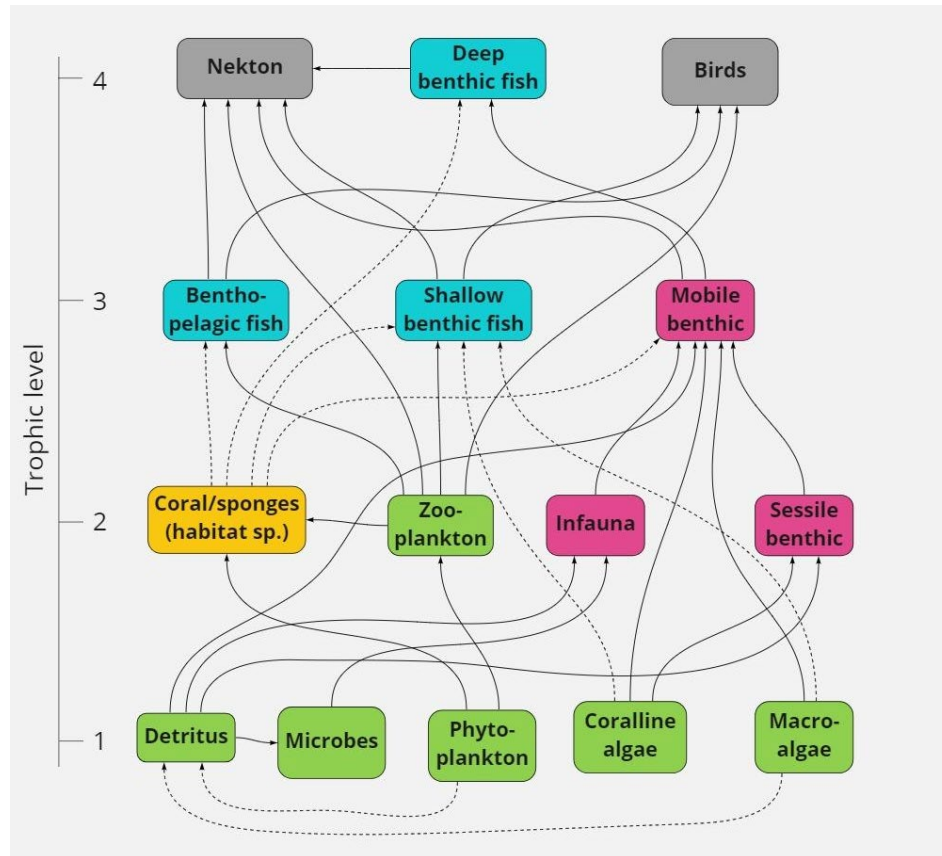 Trophic level
4
3
2
1
Nekton
Deep
benthic fish
Birds
Bentho-
pelagic fish
Shallow
benthic fish
Mobile
benthic
Coral/sponges
(habitat sp.)
Zoo-
plankton
Infauna
Sessile
benthic
Detritus
Microbes
Phyto-
plankton
Coralline
algae
Macro-
algae